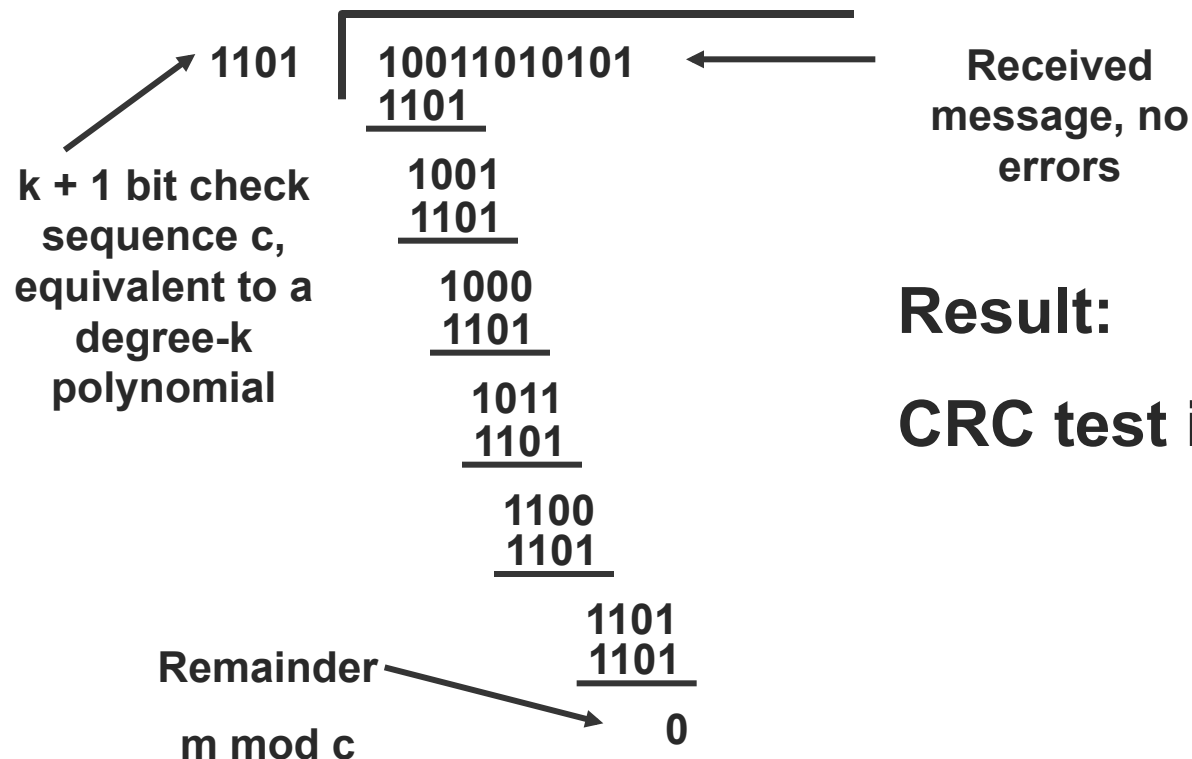 1101
10011010101
1101
1001
1101
1000
1101
1011
1101
1100
1101
1101
1101
0
k + 1 bit check
sequence c,
equivalent to a
degree-k
polynomial
Remainder
m mod c
Received
message, no
errors
Result:
CRC test